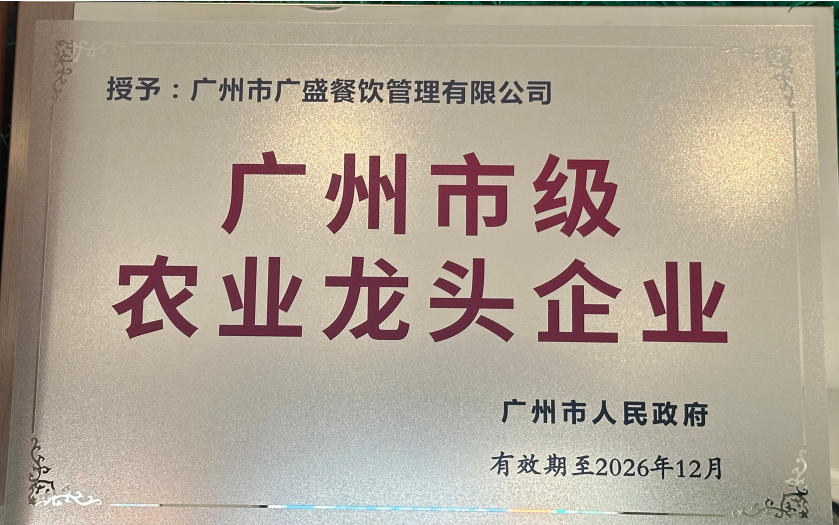 授予：广州市广盛餐饮管理有限公司
广州市级
农业龙头企业
广州市人民政府
有效期至2026年12月